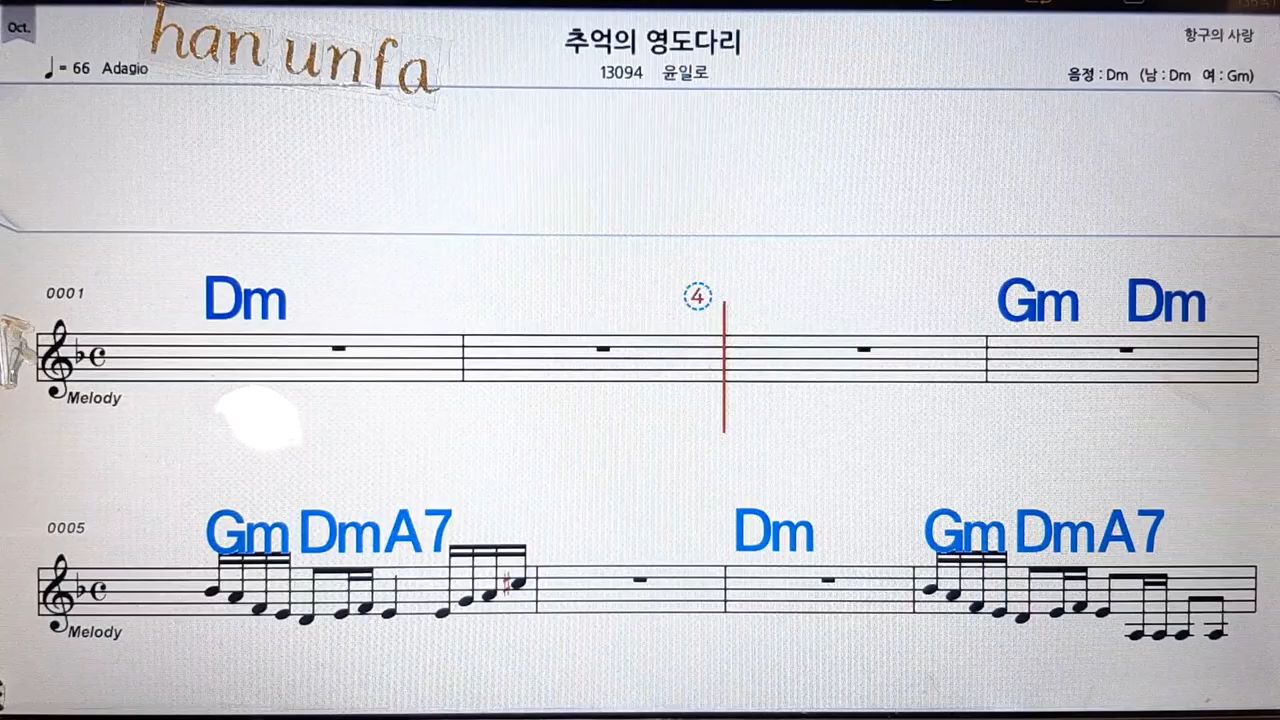 Oct.
han unfa
추억의 영도다리
항구의 사랑
♩= 66 Adagio
13094 윤일로
음정 : Dm (남 : Dm 여 : Gm)
0001
Dm
4
Gm Dm
Melody
0005
Gm Dm A7 Dm Gm Dm A7
Melody